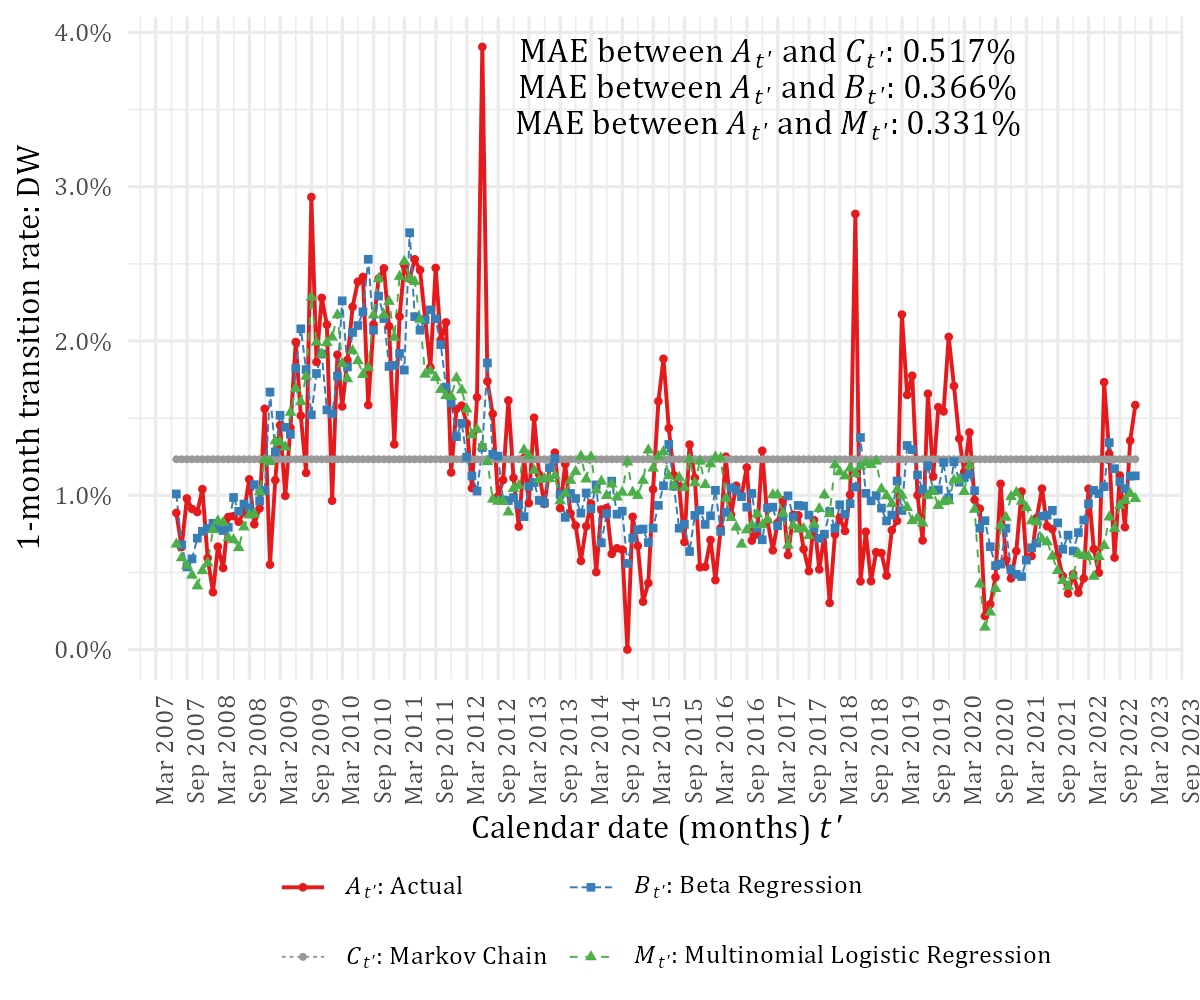 4.0%
3.0%
2.0%
1.0%
0.0%
1-month transition rate: DW
MAE between A_t′ and C_t′: 0.517%
MAE between A_t′ and B_t′: 0.366%
MAE between A_t′ and M_t′: 0.331%
Mar 2007
Sep 2007
Mar 2008
Sep 2008
Mar 2009
Sep 2009
Mar 2010
Sep 2010
Mar 2011
Sep 2011
Mar 2012
Sep 2012
Mar 2013
Sep 2013
Mar 2014
Sep 2014
Mar 2015
Sep 2015
Mar 2016
Sep 2016
Mar 2017
Sep 2017
Mar 2018
Sep 2018
Mar 2019
Sep 2019
Mar 2020
Sep 2020
Mar 2021
Sep 2021
Mar 2022
Sep 2022
Mar 2023
Sep 2023
Calendar date (months) t′
A_t′: Actual
B_t′: Beta Regression
C_t′: Markov Chain
M_t′: Multinomial Logistic Regression